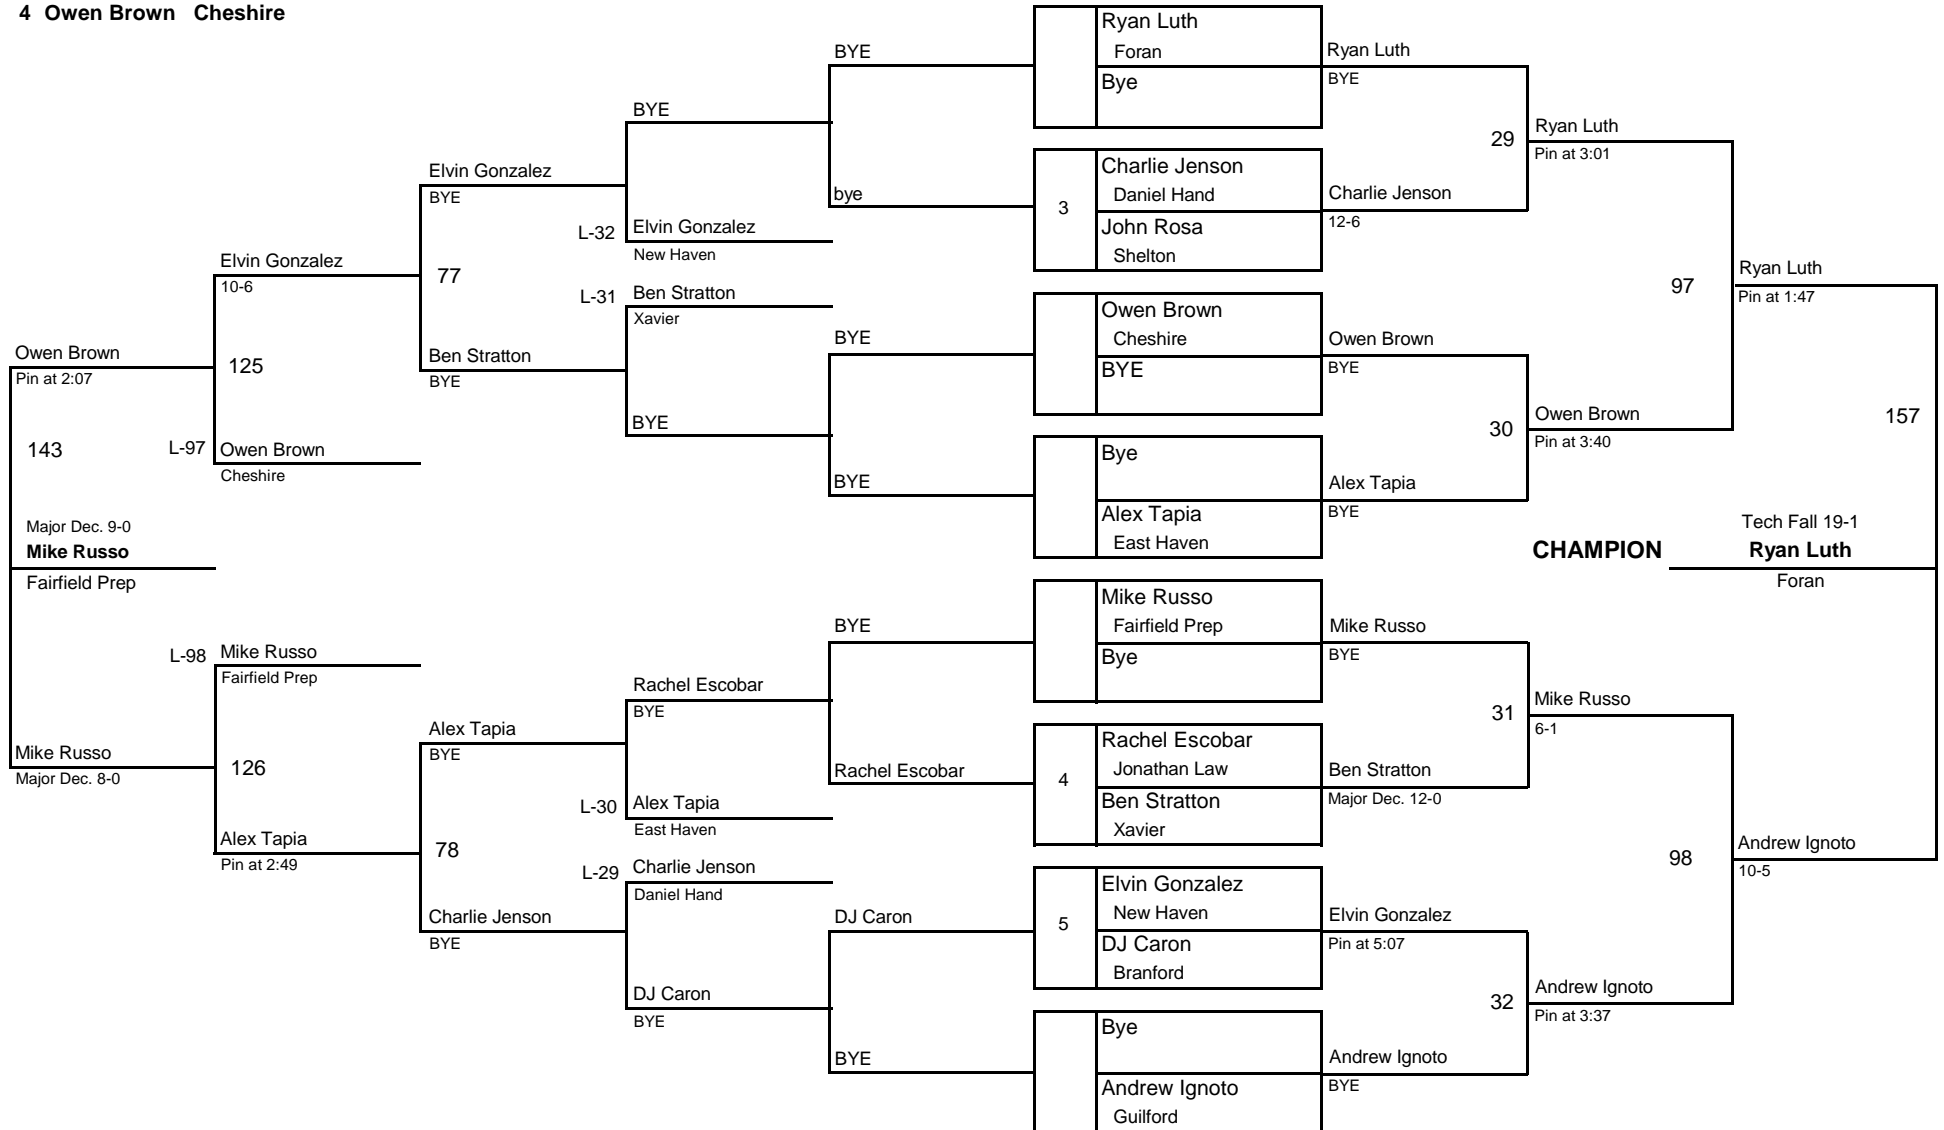 4 Owen Brown Cheshire
Ryan Luth
Foran
Bye
3
Charlie Jenson
Daniel Hand
John Rosa
Shelton
Owen Brown
Cheshire
BYE
Bye
Alex Tapia
East Haven
Mike Russo
Fairfield Prep
Bye
4
Rachel Escobar
Jonathan Law
Ben Stratton
Xavier
5
Elvin Gonzalez
New Haven
DJ Caron
Branford
Bye
Andrew Ignoto
Guilford
Ryan Luth
BYE
29
Charlie Jenson
12-6
Owen Brown
BYE
30
Alex Tapia
BYE
Mike Russo
BYE
31
Ben Stratton
Major Dec. 12-0
Elvin Gonzalez
Pin at 5:07
32
Andrew Ignoto
BYE
Ryan Luth
Pin at 3:01
97
Owen Brown
Pin at 3:40
Mike Russo
6-1
98
Andrew Ignoto
Pin at 3:37
Ryan Luth
Pin at 1:47
157
Andrew Ignoto
10-5
Tech Fall 19-1
CHAMPION Ryan Luth
Foran
BYE
bye
BYE
BYE
BYE
Rachel Escobar
DJ Caron
BYE
BYE
L-32 Elvin Gonzalez
New Haven
L-31 Ben Stratton
Xavier
BYE
Rachel Escobar
BYE
L-30 Alex Tapia
East Haven
L-29 Charlie Jenson
Daniel Hand
DJ Caron
BYE
Elvin Gonzalez
BYE
77
Ben Stratton
BYE
Alex Tapia
BYE
78
Charlie Jenson
BYE
Elvin Gonzalez
10-6
125
L-97 Owen Brown
Cheshire
L-98 Mike Russo
Fairfield Prep
126
Alex Tapia
Pin at 2:49
Owen Brown
Pin at 2:07
143
Major Dec. 9-0
Mike Russo
Fairfield Prep
Mike Russo
Major Dec. 8-0